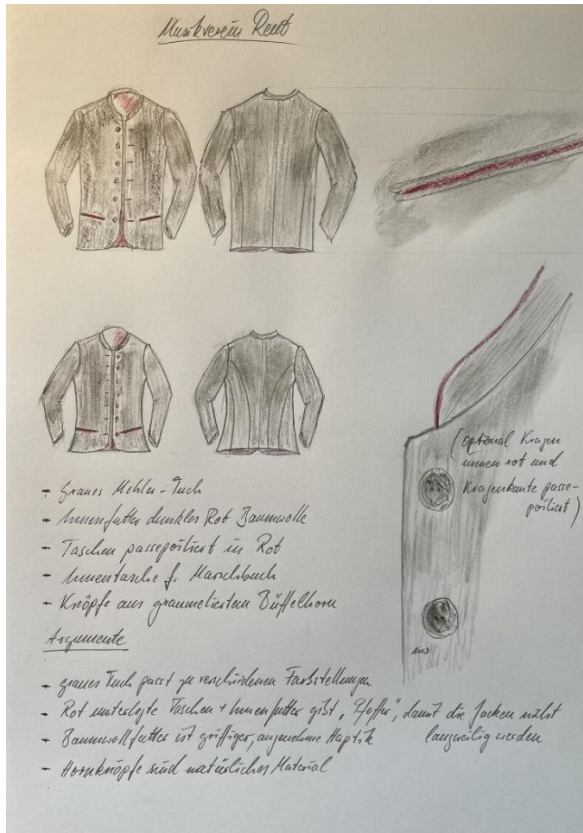 Musikverein Reut
(optional Kragen
innen rot und
Kragenkante passe-
poiliert)
- Graues Mehler-Tuch
- Innenfutter dunkles Rot Baumwolle
- Taschen passepoiliert in Rot
- Innentasche f. Marschbuch
- Knöpfe aus graumeliertem Büffelhorn
Argumente
- graues Tuch passt zu verschiedenen Farbstellungen
- Rot unterlegte Taschen + Innenfutter gibt "Pfeffer", damit die Jacken nicht
langweilig werden
- Baumwollfutter ist griffiger, angenehme Haptik
- Hornknöpfe sind natürliches Material